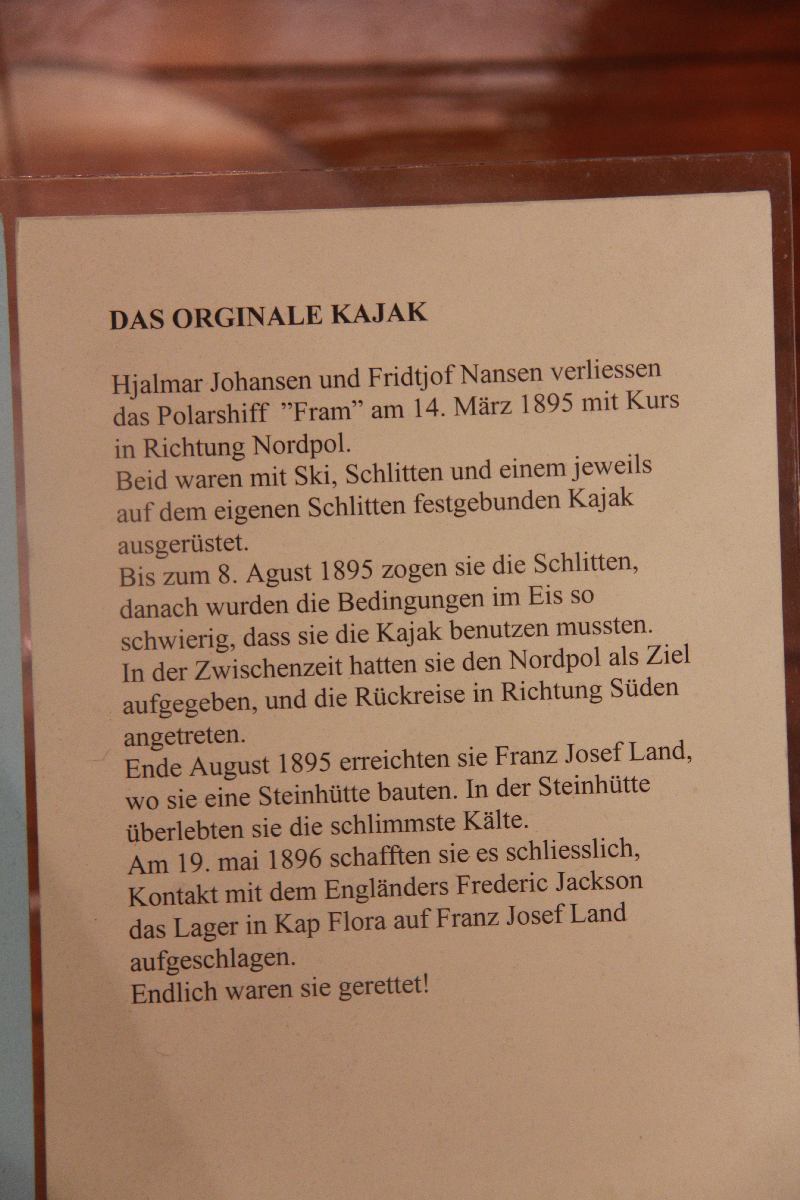 DAS ORGINALE KAJAK
Hjalmar Johansen und Fridtjof Nansen verliessen
das Polarshiff ”Fram” am 14. März 1895 mit Kurs
in Richtung Nordpol.
Beid waren mit Ski, Schlitten und einem jeweils
auf dem eigenen Schlitten festgebunden Kajak
ausgerüstet.
Bis zum 8. Agust 1895 zogen sie die Schlitten,
danach wurden die Bedingungen im Eis so
schwierig, dass sie die Kajak benutzen mussten.
In der Zwischenzeit hatten sie den Nordpol als Ziel
aufgegeben, und die Rückreise in Richtung Süden
angetreten.
Ende August 1895 erreichten sie Franz Josef Land,
wo sie eine Steinhütte bauten. In der Steinhütte
überlebten sie die schlimmste Kälte.
Am 19. mai 1896 schafften sie es schliesslich,
Kontakt mit dem Engländers Frederic Jackson
das Lager in Kap Flora auf Franz Josef Land
aufgeschlagen.
Endlich waren sie gerettet!